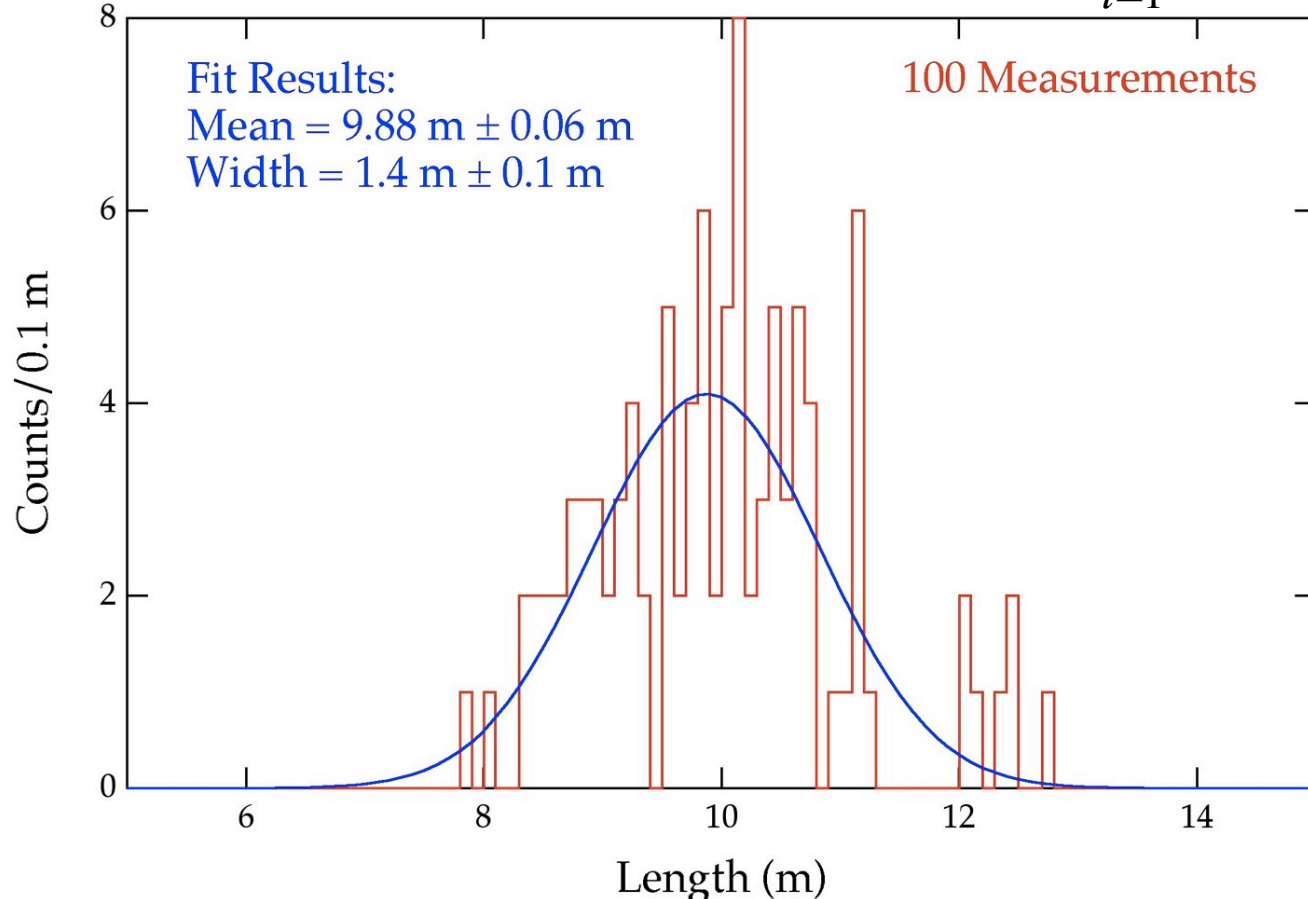 i=1
8
Fit Results:
100 Measurements
Mean = 9.88 m ± 0.06 m
Width = 1.4 m ± 0.1 m
6
Counts/0.1 m
4
2
0
6 8 10 12 14
Length (m)